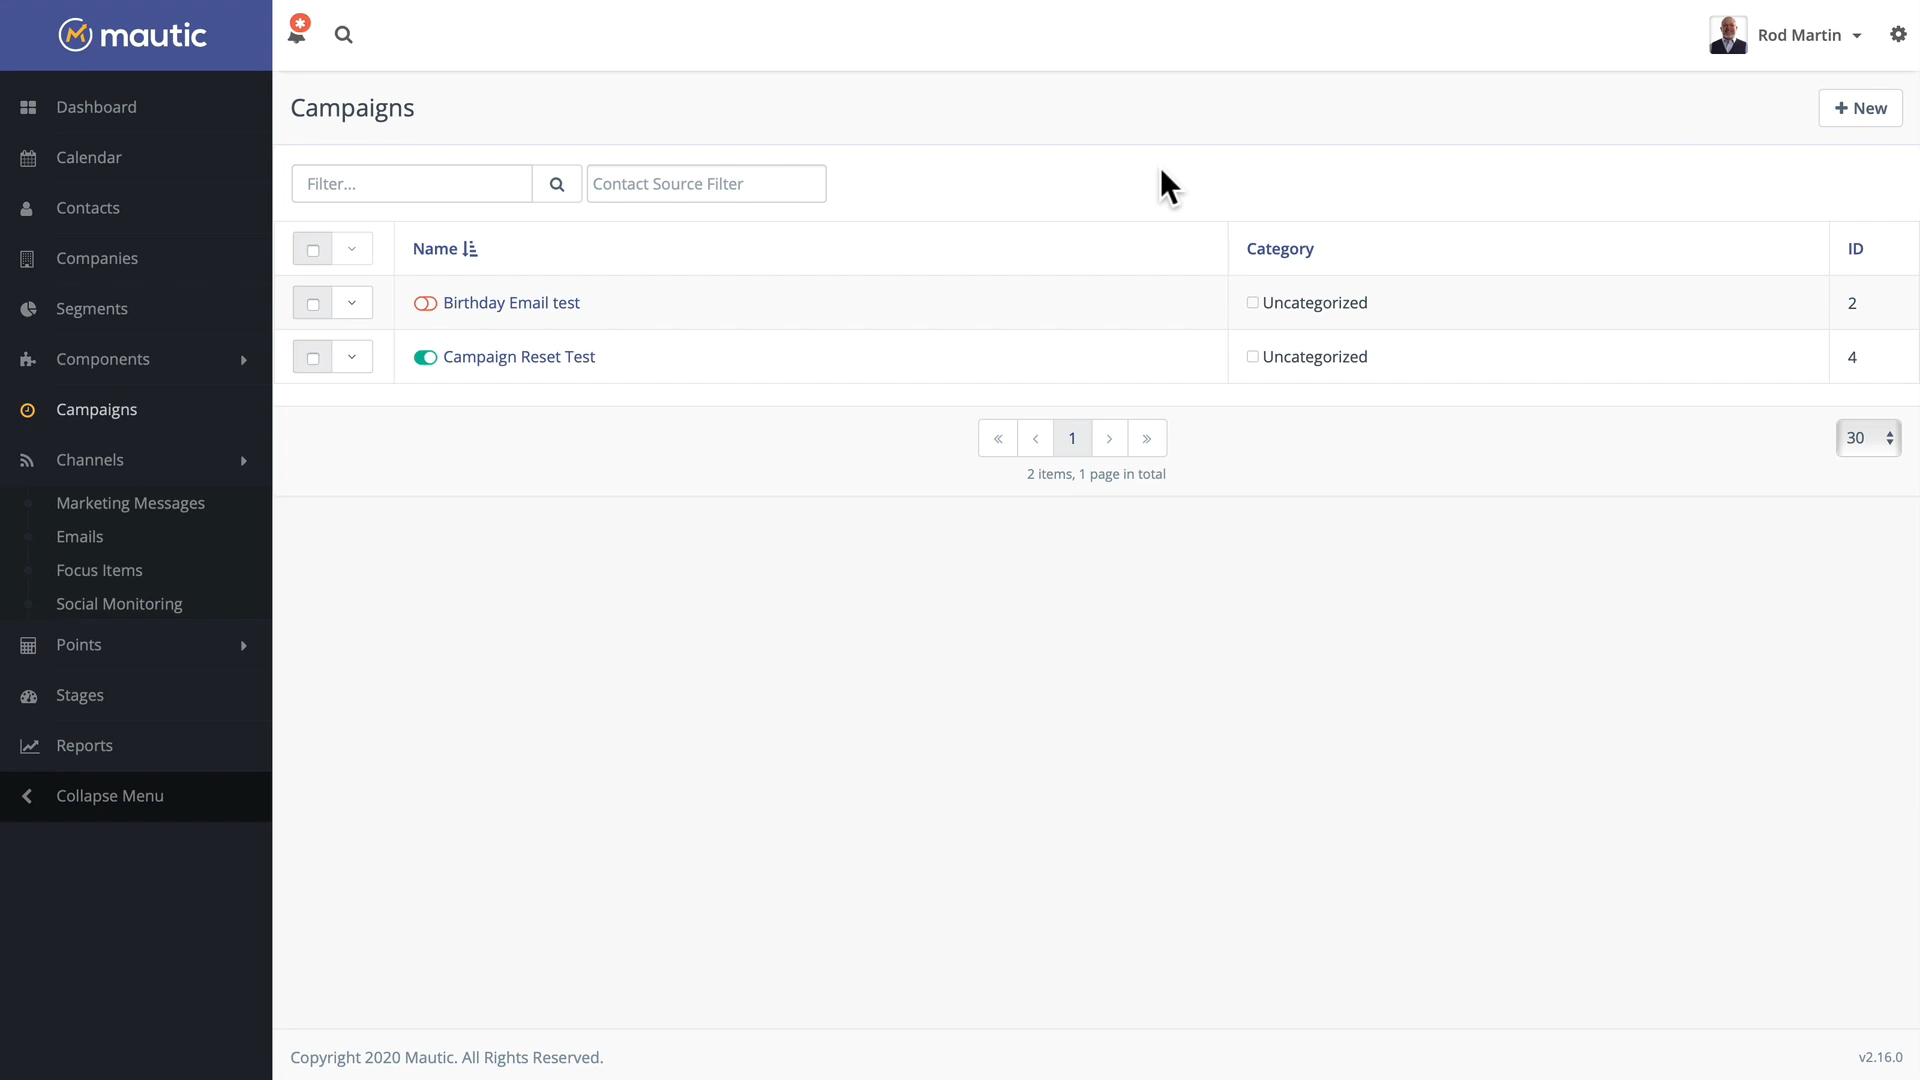 mautic
Rod Martin
Dashboard
Calendar
Contacts
Companies
Segments
Components
Campaigns
Channels
Marketing Messages
Emails
Focus Items
Social Monitoring
Points
Stages
Reports
Collapse Menu
Campaigns
+ New
Filter...
Contact Source Filter
Name
Category
ID
Birthday Email test
Uncategorized
2
Campaign Reset Test
Uncategorized
4
« ‹ 1 › »
30
2 items, 1 page in total
Copyright 2020 Mautic. All Rights Reserved.
v2.16.0